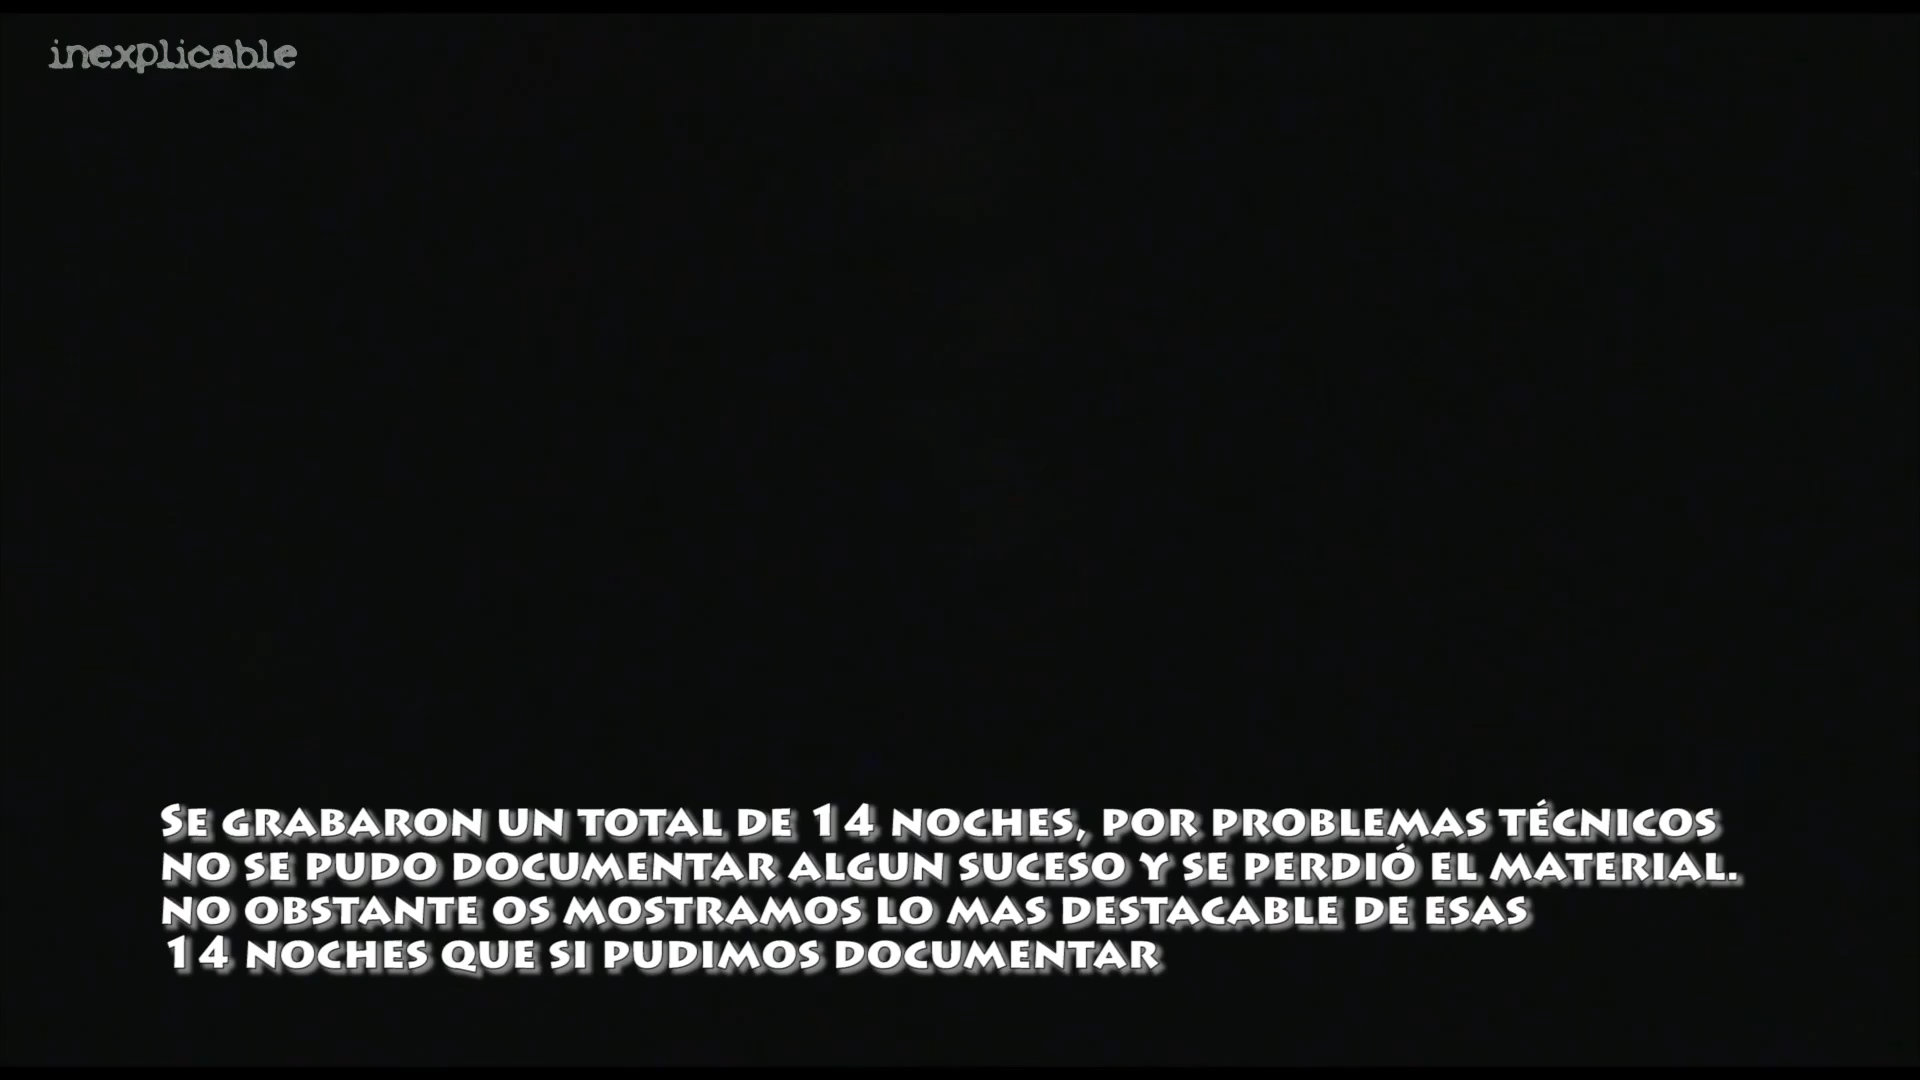 inexplicable
Se grabaron un total de 14 noches, por problemas técnicos
no se pudo documentar algun suceso y se perdió el material.
no obstante os mostramos lo mas destacable de esas
14 noches que si pudimos documentar